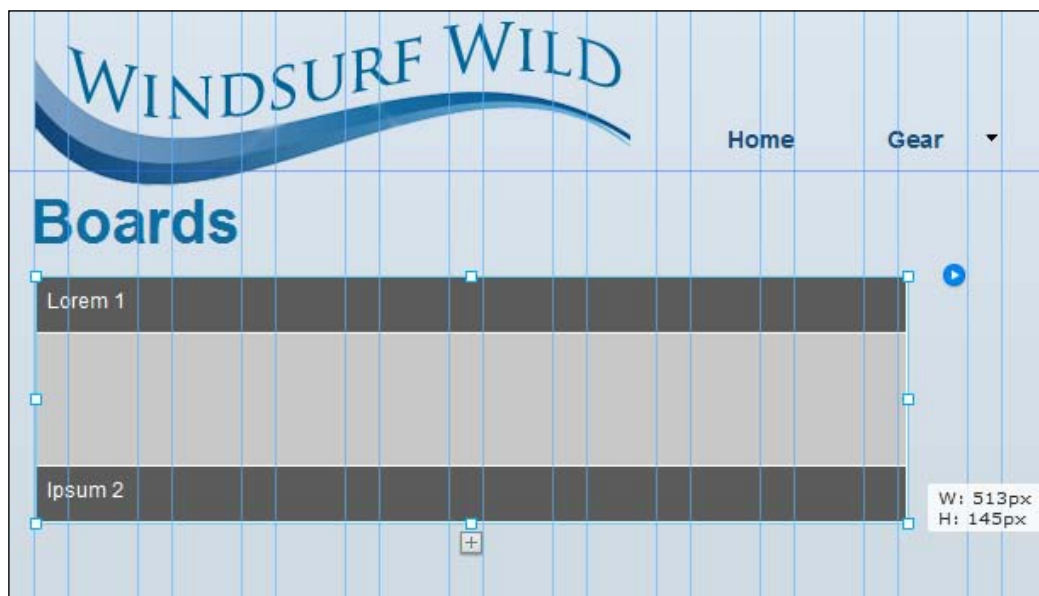 WINDSURF WILD
Home Gear
Boards
Lorem 1
Ipsum 2
W: 513px
H: 145px